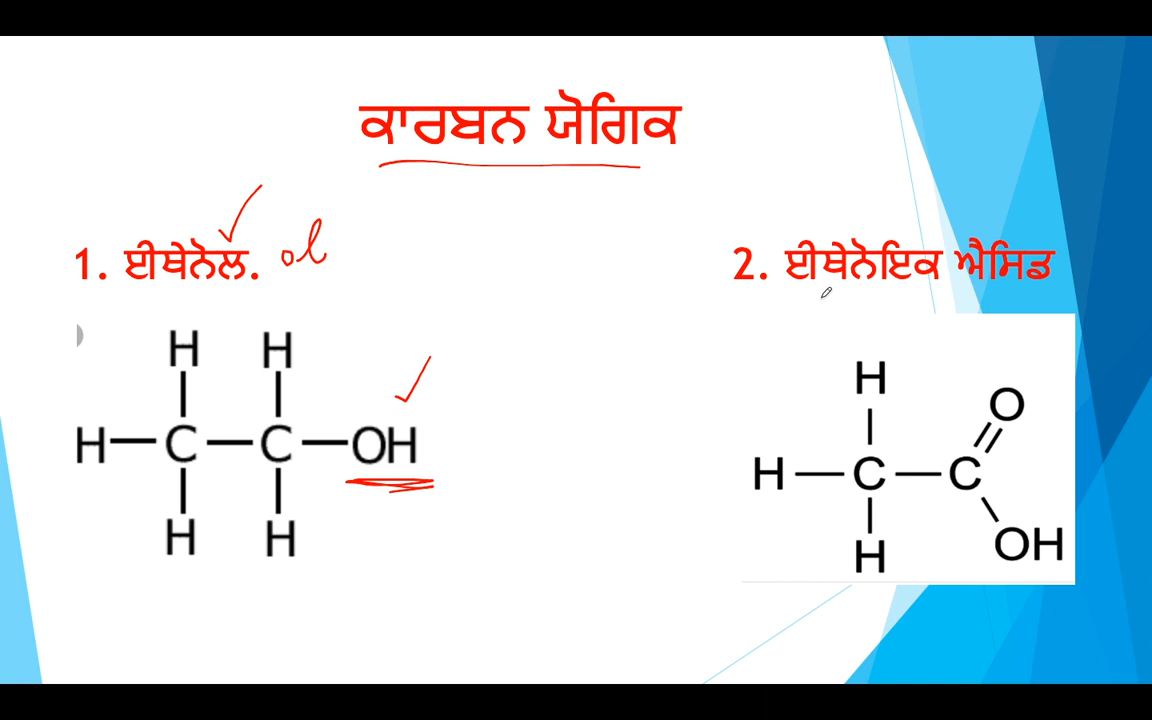 ਕਾਰਬਨ ਯੋਗਿਕ
1. ਈਥੇਨੋਲ. ol
2. ਈਥੇਨੋਇਕ ਐਸਿਡ
H H
H—C—C—OH
H H
H
O
H—C—C
OH
H